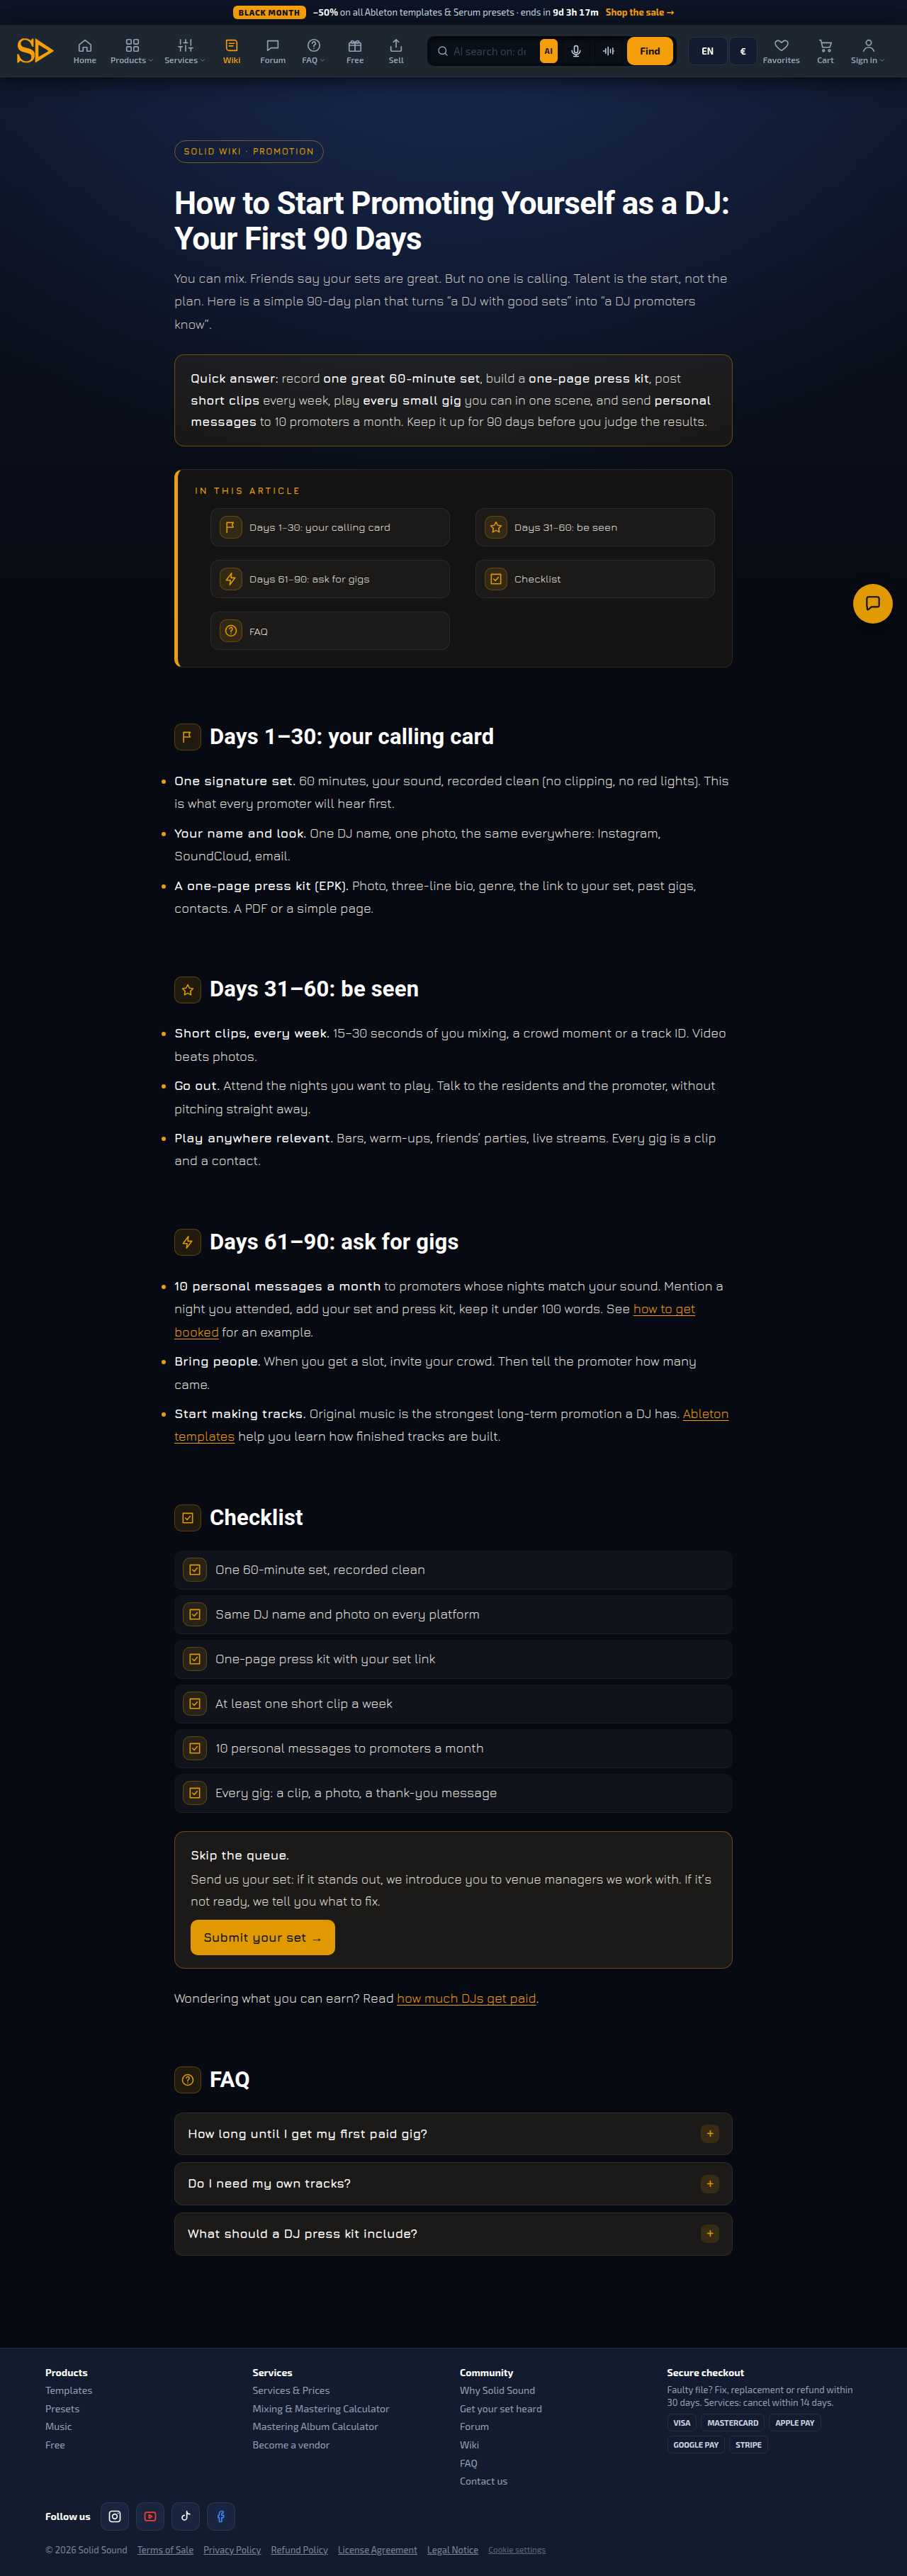 BLACK MONTH −50% on all Ableton templates & Serum presets · ends in 9d 3h 17m Shop the sale →
SD
Home
Products
Services
Wiki
Forum
FAQ
Free
Sell
AI search on: d
AI
Find
EN
€
Favorites
Cart
Sign in
SOLID WIKI · PROMOTION
How to Start Promoting Yourself as a DJ:
Your First 90 Days
You can mix. Friends say your sets are great. But no one is calling. Talent is the start, not the
plan. Here is a simple 90-day plan that turns “a DJ with good sets” into “a DJ promoters
know”.
Quick answer: record one great 60-minute set, build a one-page press kit, post
short clips every week, play every small gig you can in one scene, and send personal
messages to 10 promoters a month. Keep it up for 90 days before you judge the results.
IN THIS ARTICLE
Days 1–30: your calling card
Days 31–60: be seen
Days 61–90: ask for gigs
Checklist
FAQ
Days 1–30: your calling card
• One signature set. 60 minutes, your sound, recorded clean (no clipping, no red lights). This
is what every promoter will hear first.
• Your name and look. One DJ name, one photo, the same everywhere: Instagram,
SoundCloud, email.
• A one-page press kit (EPK). Photo, three-line bio, genre, the link to your set, past gigs,
contacts. A PDF or a simple page.
Days 31–60: be seen
• Short clips, every week. 15–30 seconds of you mixing, a crowd moment or a track ID. Video
beats photos.
• Go out. Attend the nights you want to play. Talk to the residents and the promoter, without
pitching straight away.
• Play anywhere relevant. Bars, warm-ups, friends’ parties, live streams. Every gig is a clip
and a contact.
Days 61–90: ask for gigs
• 10 personal messages a month to promoters whose nights match your sound. Mention a
night you attended, add your set and press kit, keep it under 100 words. See how to get
booked for an example.
• Bring people. When you get a slot, invite your crowd. Then tell the promoter how many
came.
• Start making tracks. Original music is the strongest long-term promotion a DJ has. Ableton
templates help you learn how finished tracks are built.
Checklist
One 60-minute set, recorded clean
Same DJ name and photo on every platform
One-page press kit with your set link
At least one short clip a week
10 personal messages to promoters a month
Every gig: a clip, a photo, a thank-you message
Skip the queue.
Send us your set: if it stands out, we introduce you to venue managers we work with. If it’s
not ready, we tell you what to fix.
Submit your set →
Wondering what you can earn? Read how much DJs get paid.
FAQ
How long until I get my first paid gig?
+
Do I need my own tracks?
+
What should a DJ press kit include?
+
Products
Templates
Presets
Music
Free
Services
Services & Prices
Mixing & Mastering Calculator
Mastering Album Calculator
Become a vendor
Community
Why Solid Sound
Get your set heard
Forum
Wiki
FAQ
Contact us
Secure checkout
Faulty file? Fix, replacement or refund within
30 days. Services: cancel within 14 days.
VISA MASTERCARD APPLE PAY
GOOGLE PAY STRIPE
Follow us
© 2026 Solid Sound Terms of Sale Privacy Policy Refund Policy License Agreement Legal Notice Cookie settings